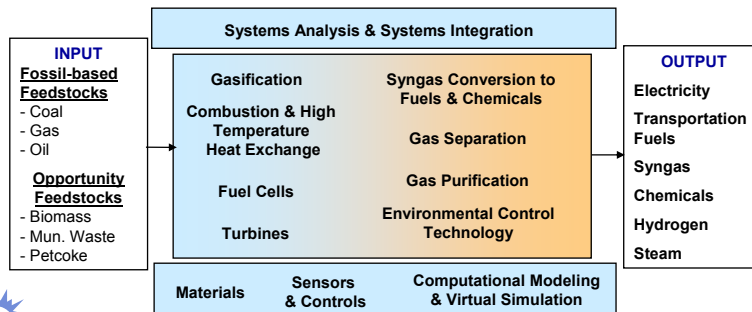 Systems Analysis & Systems Integration
INPUT
Fossil-based
Feedstocks
- Coal
- Gas
- Oil
Opportunity
Feedstocks
- Biomass
- Mun. Waste
- Petcoke
Gasification
Combustion & High
Temperature
Heat Exchange
Fuel Cells
Turbines
Syngas Conversion to
Fuels & Chemicals
Gas Separation
Gas Purification
Environmental Control
Technology
OUTPUT
Electricity
Transportation
Fuels
Syngas
Chemicals
Hydrogen
Steam
Materials
Sensors
& Controls
Computational Modeling
& Virtual Simulation